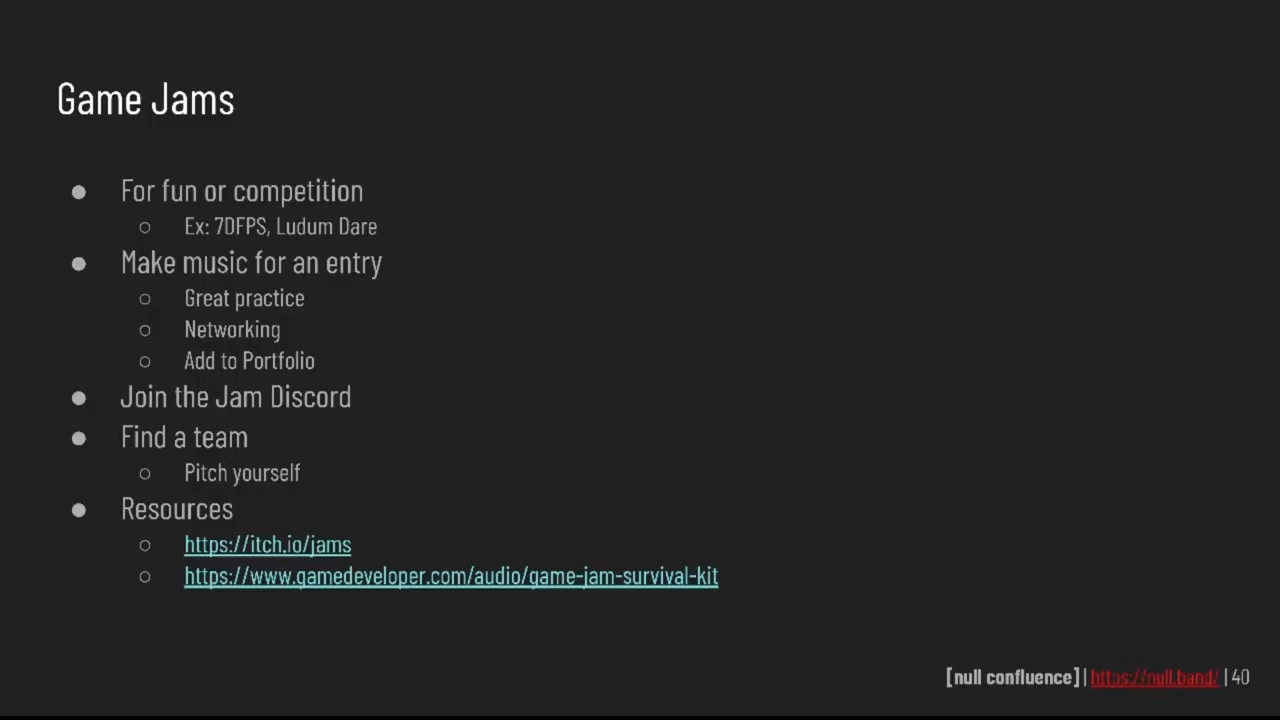 Game Jams
● For fun or competition
○ Ex: 7DFPS, Ludum Dare
● Make music for an entry
○ Great practice
○ Networking
○ Add to Portfolio
● Join the Jam Discord
● Find a team
○ Pitch yourself
● Resources
○ https://itch.io/jams
○ https://www.gamedeveloper.com/audio/game-jam-survival-kit
[null confluence] | https://null.band/ | 40